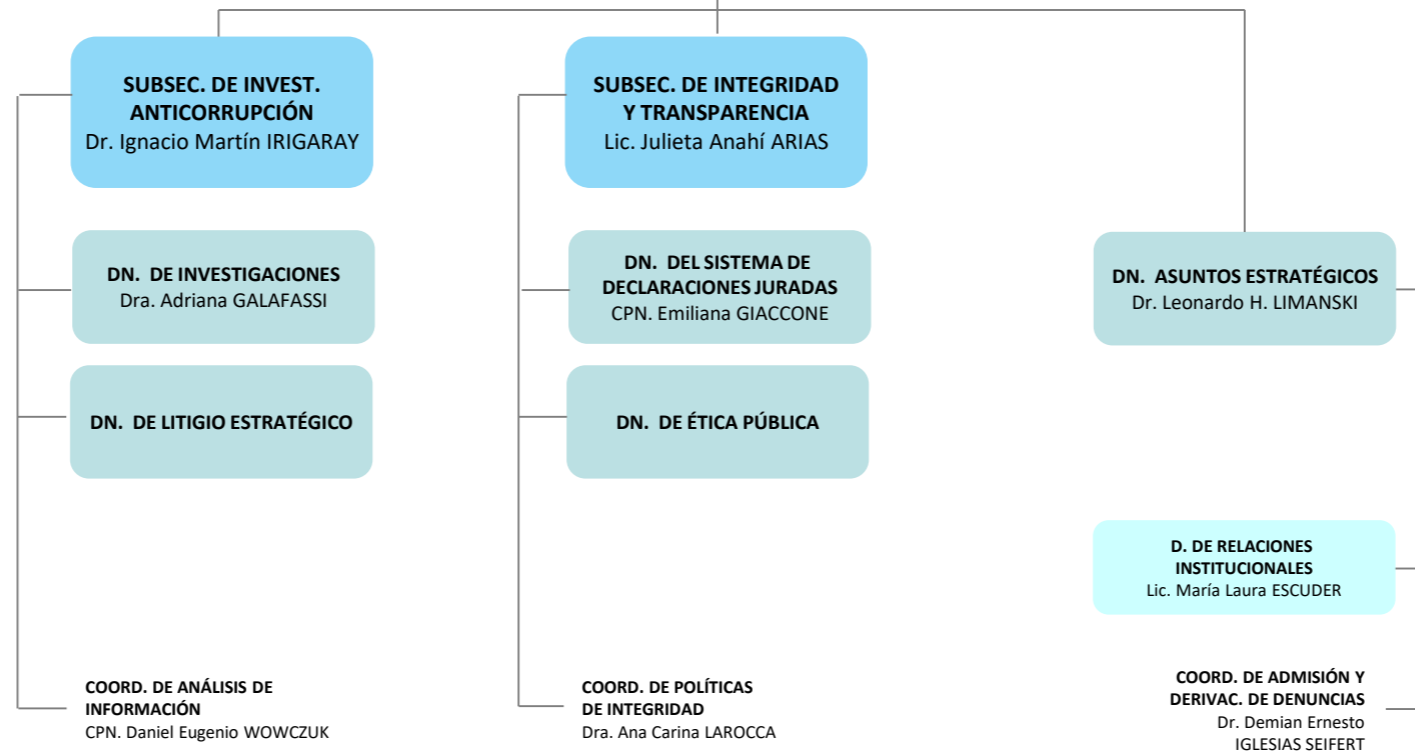 SUBSEC. DE INVEST.
ANTICORRUPCIÓN
Dr. Ignacio Martín IRIGARAY
SUBSEC. DE INTEGRIDAD
Y TRANSPARENCIA
Lic. Julieta Anahí ARIAS
DN. DE INVESTIGACIONES
Dra. Adriana GALAFASSI
DN. DEL SISTEMA DE
DECLARACIONES JURADAS
CPN. Emiliana GIACCONE
DN. ASUNTOS ESTRATÉGICOS
Dr. Leonardo H. LIMANSKI
DN. DE LITIGIO ESTRATÉGICO
DN. DE ÉTICA PÚBLICA
D. DE RELACIONES
INSTITUCIONALES
Lic. María Laura ESCUDER
COORD. DE ANÁLISIS DE
INFORMACIÓN
CPN. Daniel Eugenio WOWCZUK
COORD. DE POLÍTICAS
DE INTEGRIDAD
Dra. Ana Carina LAROCCA
COORD. DE ADMISIÓN Y
DERIVAC. DE DENUNCIAS
Dr. Demian Ernesto
IGLESIAS SEIFERT